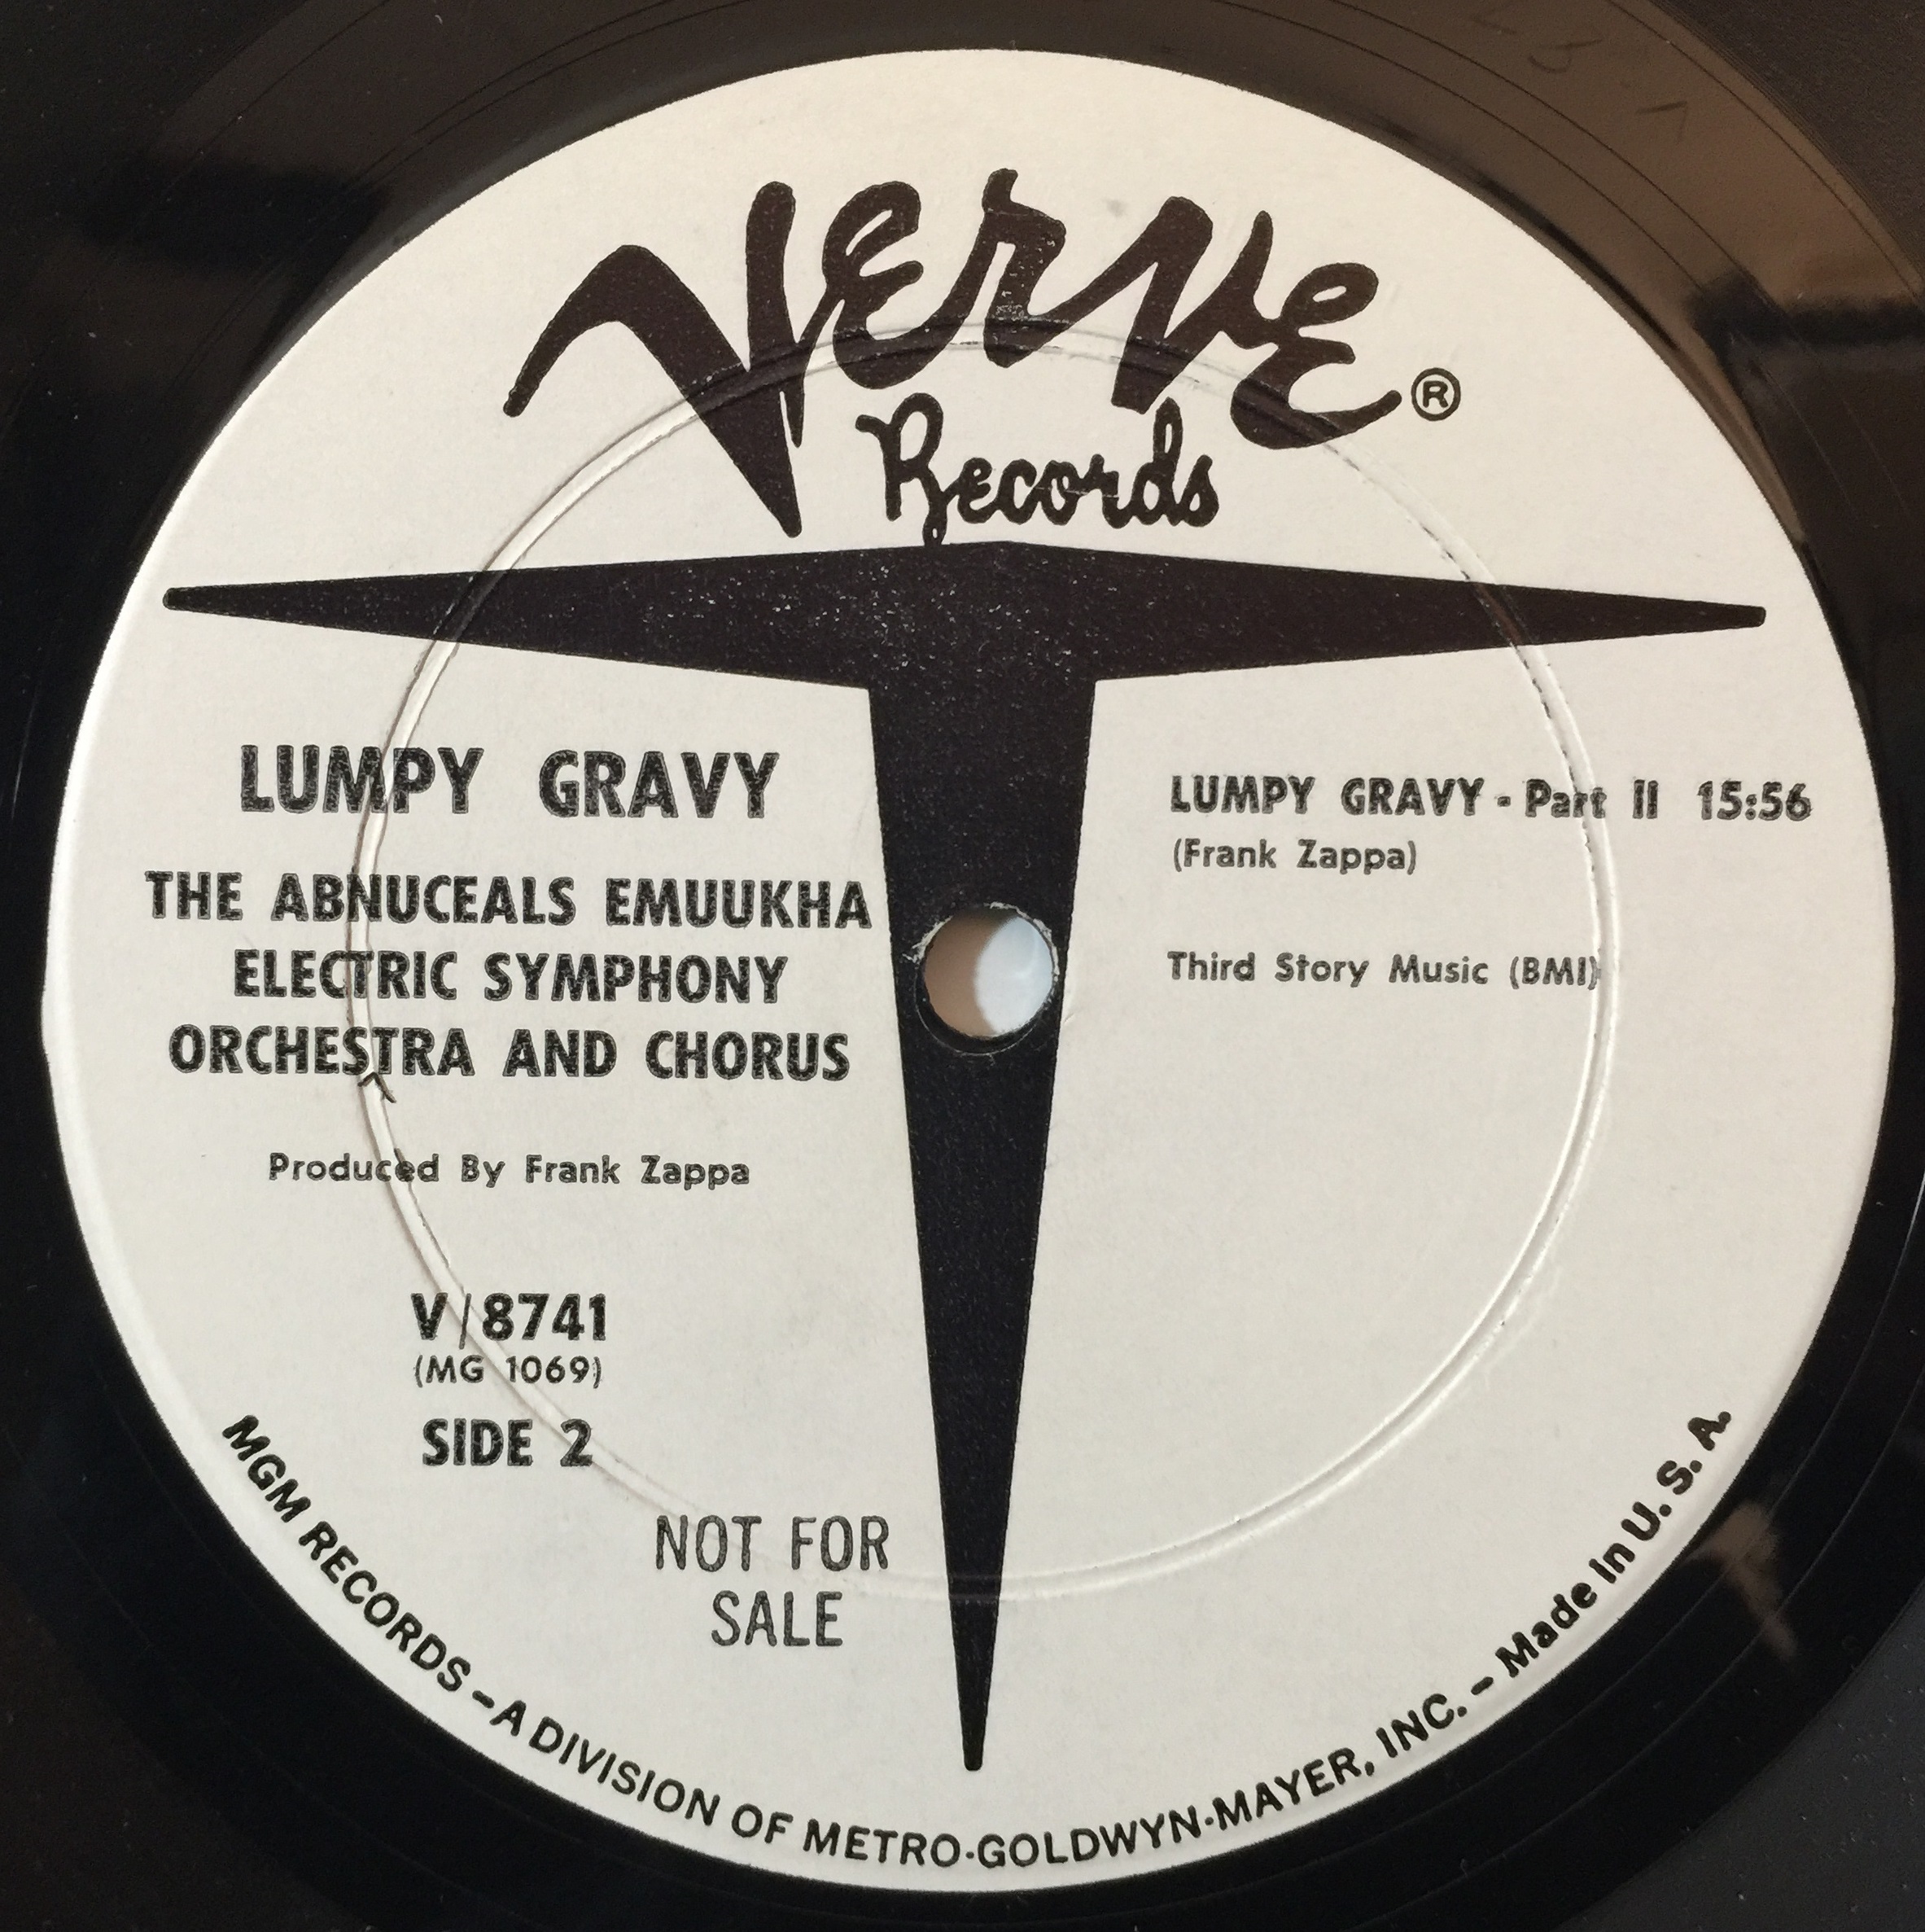 Verve ®
Records
LUMPY GRAVY
THE ABNUCEALS EMUUKHA
ELECTRIC SYMPHONY
ORCHESTRA AND CHORUS
Produced By Frank Zappa
V/8741
(MG 1069)
SIDE 2
NOT FOR
SALE
LUMPY GRAVY - Part II 15:56
(Frank Zappa)
Third Story Music (BMI)
MGM RECORDS – A DIVISION OF METRO-GOLDWYN-MAYER, INC. – Made in U. S. A.